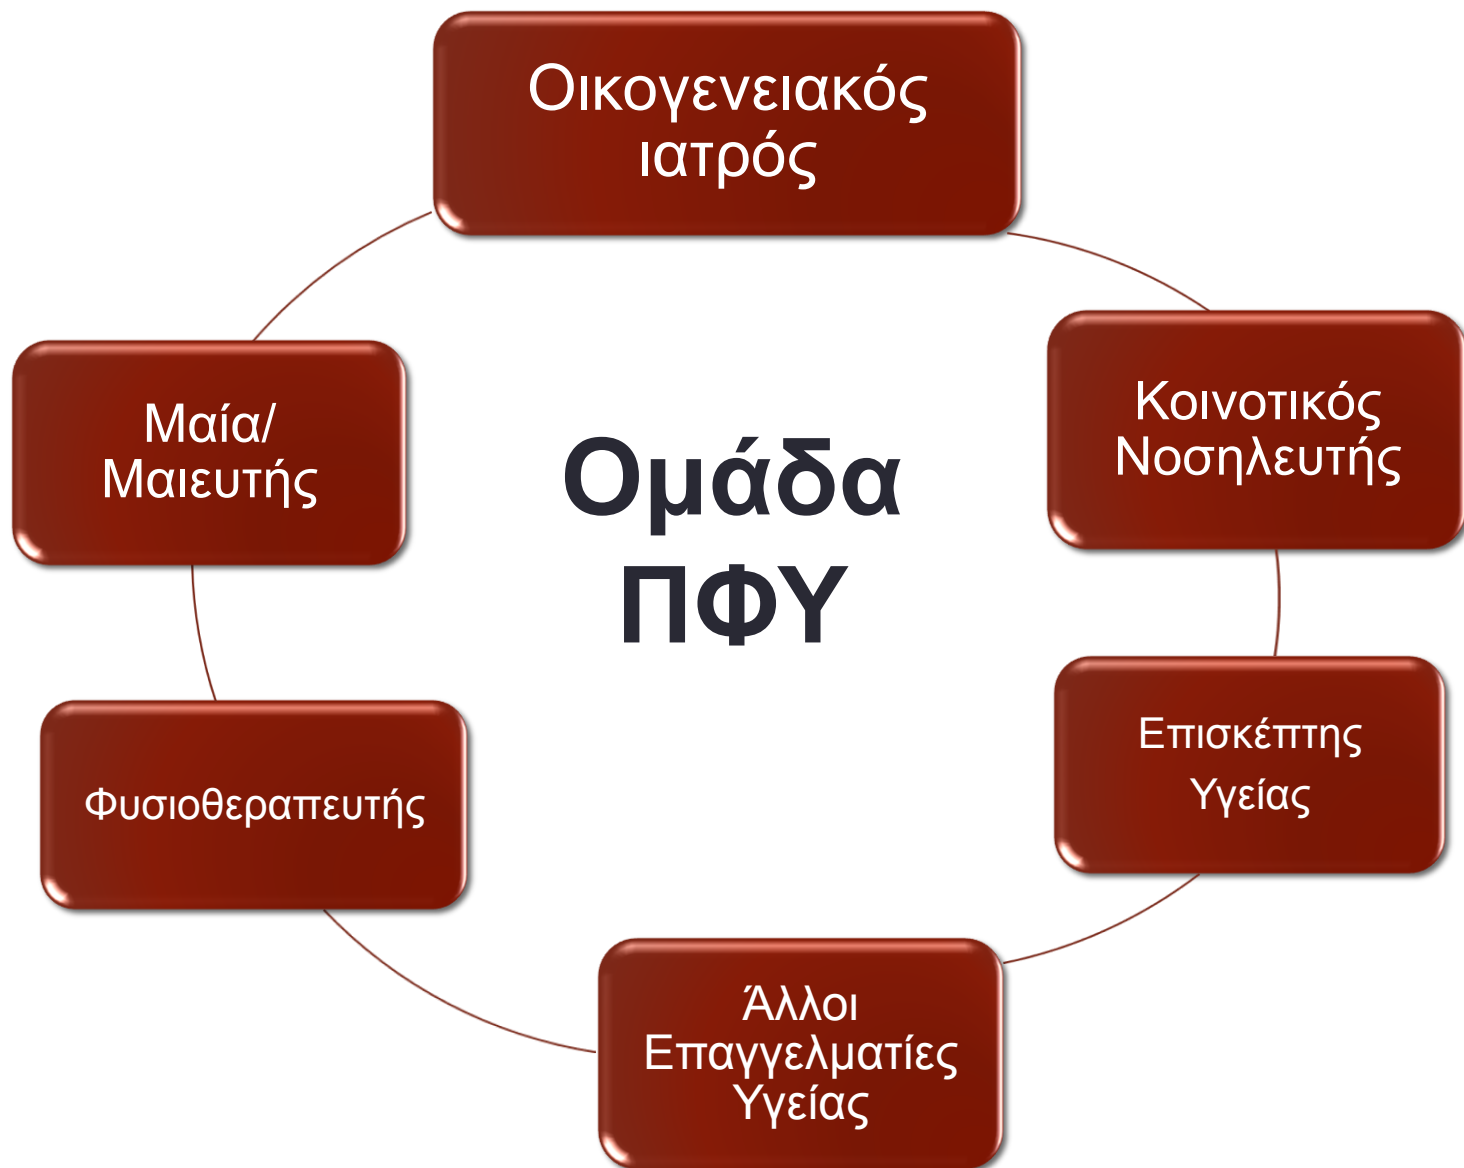 Οικογενειακός
ιατρός
Κοινοτικός
Νοσηλευτής
Επισκέπτης
Υγείας
Άλλοι
Επαγγελματίες
Υγείας
Φυσιοθεραπευτής
Μαία/
Μαιευτής
Ομάδα
ΠΦΥ